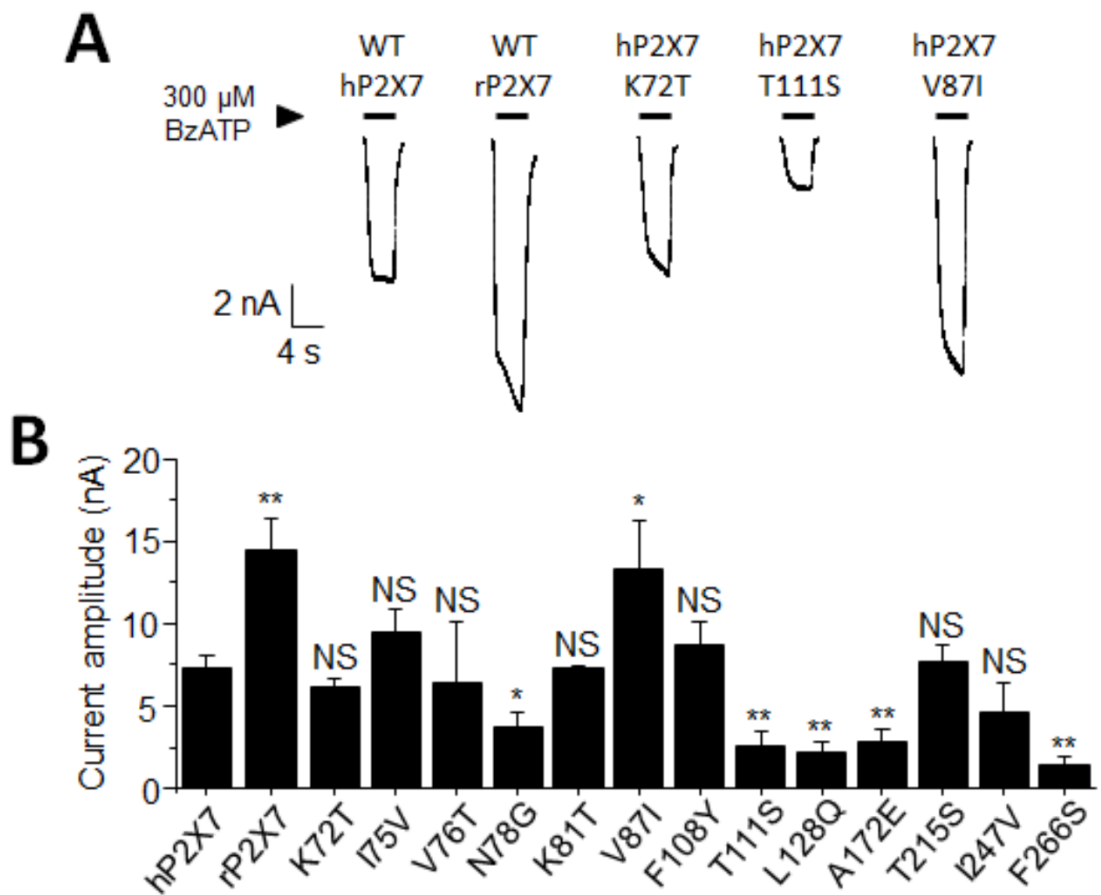 A
WT
hP2X7
WT
rP2X7
hP2X7
K72T
hP2X7
T111S
hP2X7
V87I
300 µM
BzATP
2 nA
4 s
B
Current amplitude (nA)
20
15
10
5
0
**
NS
NS
NS
*
NS
*
NS
**
**
**
NS
NS
**
hP2X7
rP2X7
K72T
I75V
V76T
N78G
K81T
V87I
F108Y
T111S
L128Q
A172E
T215S
I247V
F266S